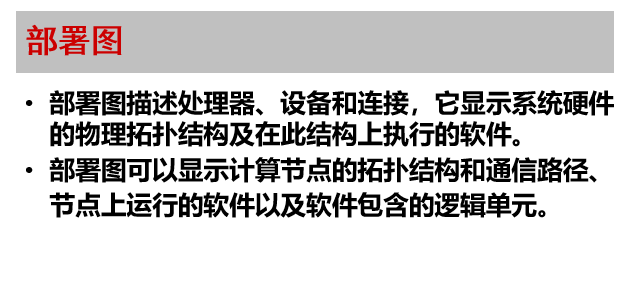 部署图
• 部署图描述处理器、设备和连接，它显示系统硬件
的物理拓扑结构及在此结构上执行的软件。
• 部署图可以显示计算节点的拓扑结构和通信路径、
节点上运行的软件以及软件包含的逻辑单元。